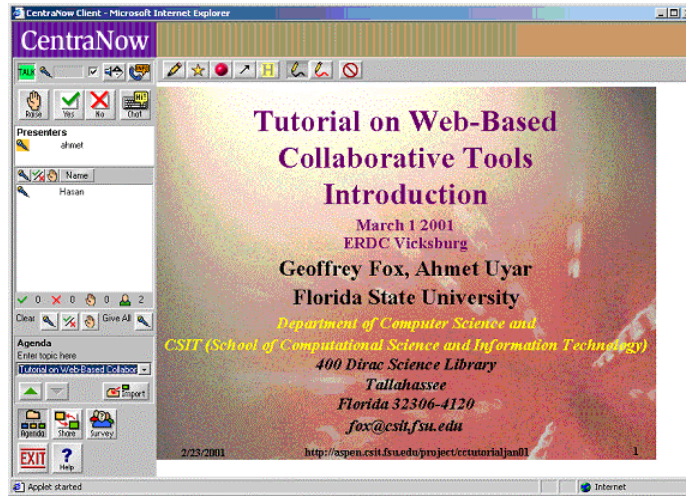 CentraNow Client - Microsoft Internet Explorer
CentraNow
TALK
Raise Yes No Chat
Presenters
ahmet
Name
Hasan
0 0 0 2
Clear Give All
Agenda
Enter topic here
Tutorial on Web-Based Collabor
Import
Agenda Share Survey
EXIT Help
Tutorial on Web-Based
Collaborative Tools
Introduction
March 1 2001
ERDC Vicksburg
Geoffrey Fox, Ahmet Uyar
Florida State University
Department of Computer Science and
CSIT (School of Computational Science and Information Technology)
400 Dirac Science Library
Tallahassee
Florida 32306-4120
fox@csit.fsu.edu
2/23/2001 http://aspen.csit.fsu.edu/project/cctutorialjan01 1
Applet started Internet